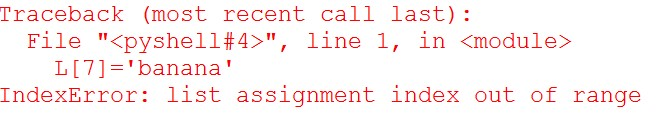 Traceback (most recent call last):
  File "<pyshell#4>", line 1, in <module>
    L[7]='banana'
IndexError: list assignment index out of range